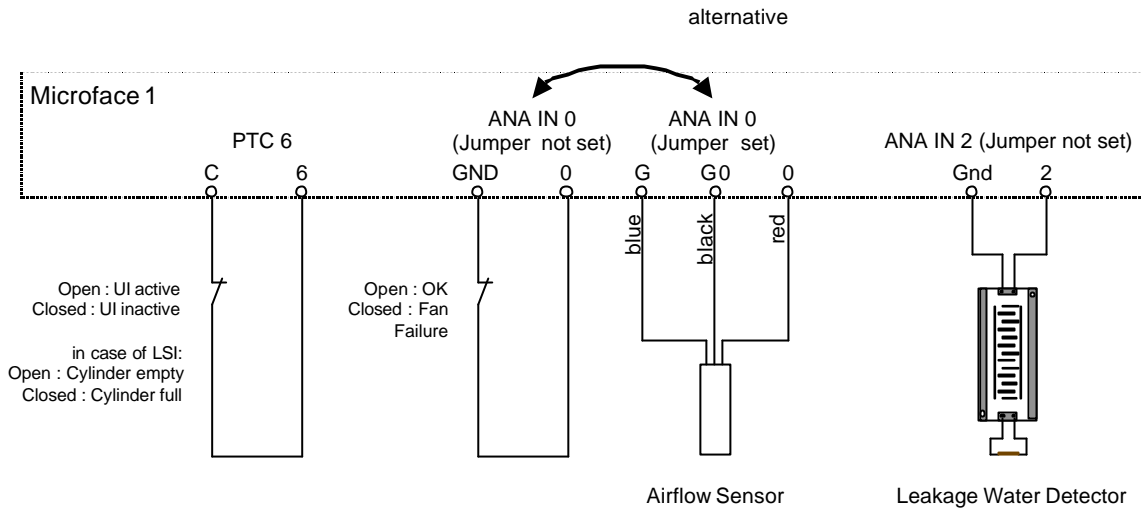 alternative
Microface 1
PTC 6
C 6
Open : UI active
Closed : UI inactive
in case of LSI:
Open : Cylinder empty
Closed : Cylinder full
ANA IN 0
(Jumper not set)
GND 0
Open : OK
Closed : Fan
Failure
ANA IN 0
(Jumper set)
G G0 0
blue
black
red
Airflow Sensor
ANA IN 2 (Jumper not set)
Gnd 2
Leakage Water Detector